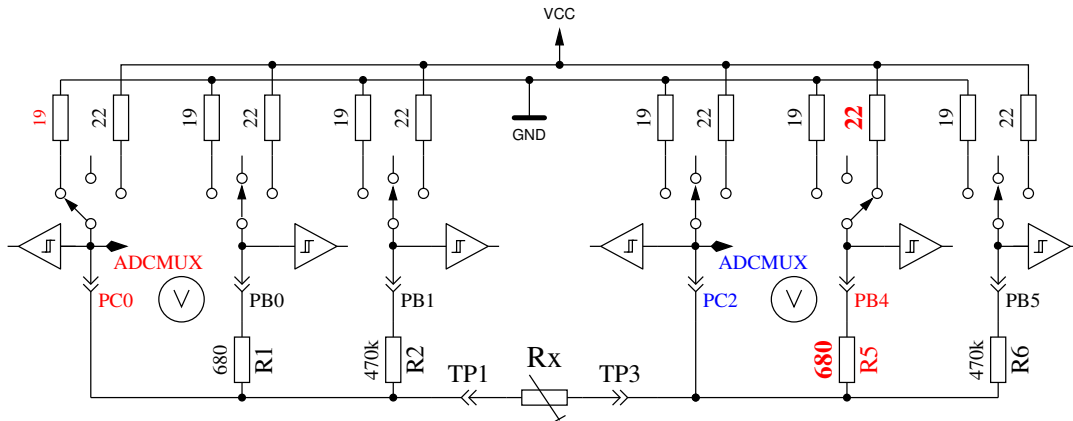 VCC
GND
19 22 19 22 19 22 19 22 19 22 19 22
ADCMUX ADCMUX
V V
PC0 PB0 PB1 PC2 PB4 PB5
680 R1 470k R2 680 R5 470k R6
TP1 Rx TP3